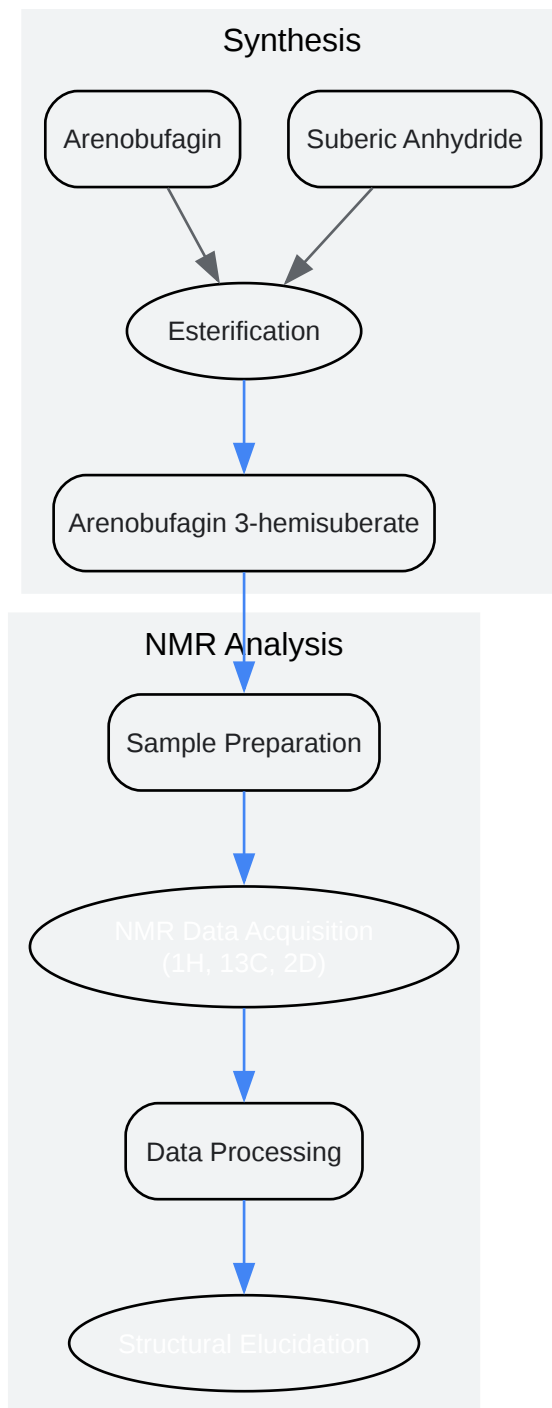 Synthesis
Arenobufagin
Suberic Anhydride
Esterification
Arenobufagin 3-hemisuberate
NMR Analysis
Sample Preparation
NMR Data Acquisition
(1H, 13C, 2D)
Data Processing
Structural Elucidation